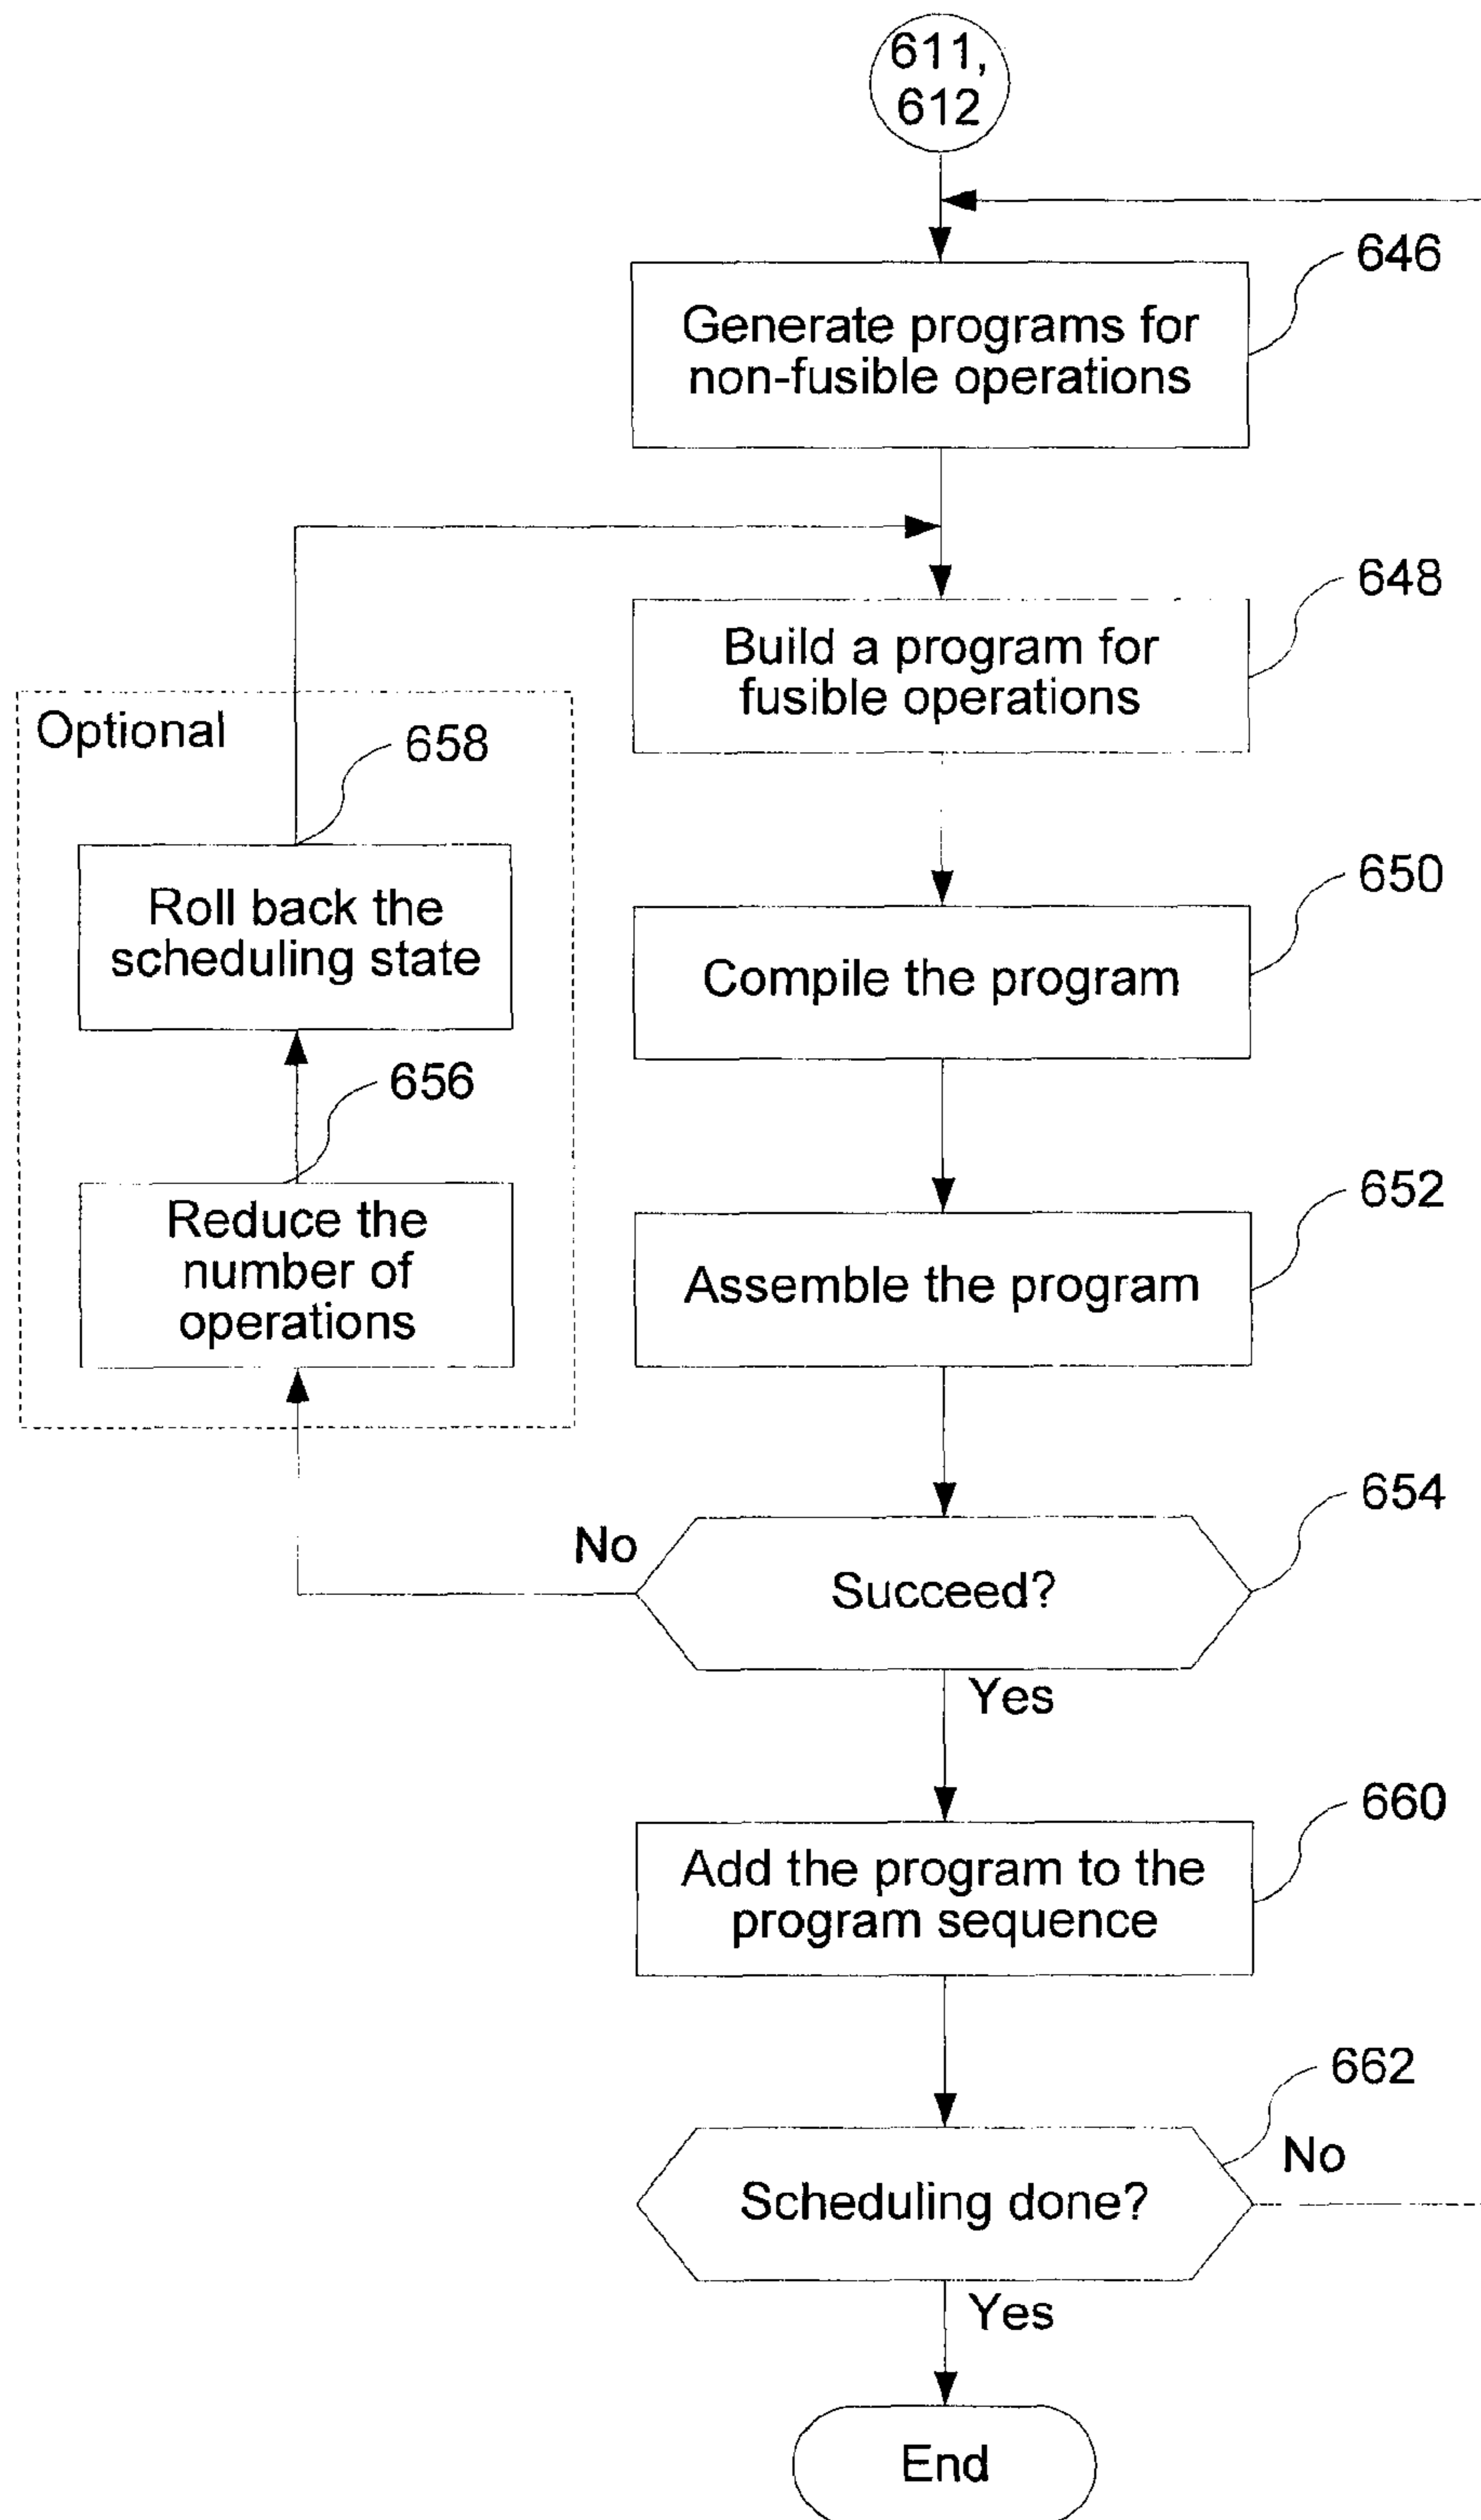 611,
612
646
Generate programs for
non-fusible operations
648
Build a program for
fusible operations
Optional
658
650
Roll back the
scheduling state
Compile the program
656
652
Reduce the
number of
operations
Assemble the program
654
No
Succeed?
Yes
660
Add the program to the
program sequence
662
No
Scheduling done?
Yes
End